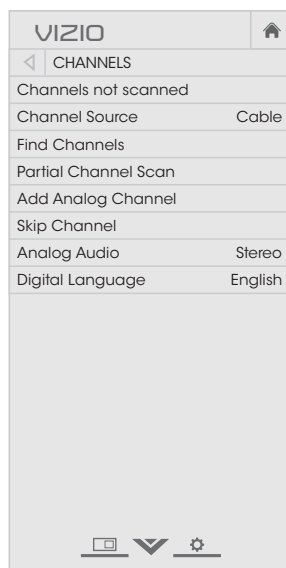 VIZIO
CHANNELS
Channels not scanned
Channel Source Cable
Find Channels
Partial Channel Scan
Add Analog Channel
Skip Channel
Analog Audio Stereo
Digital Language English